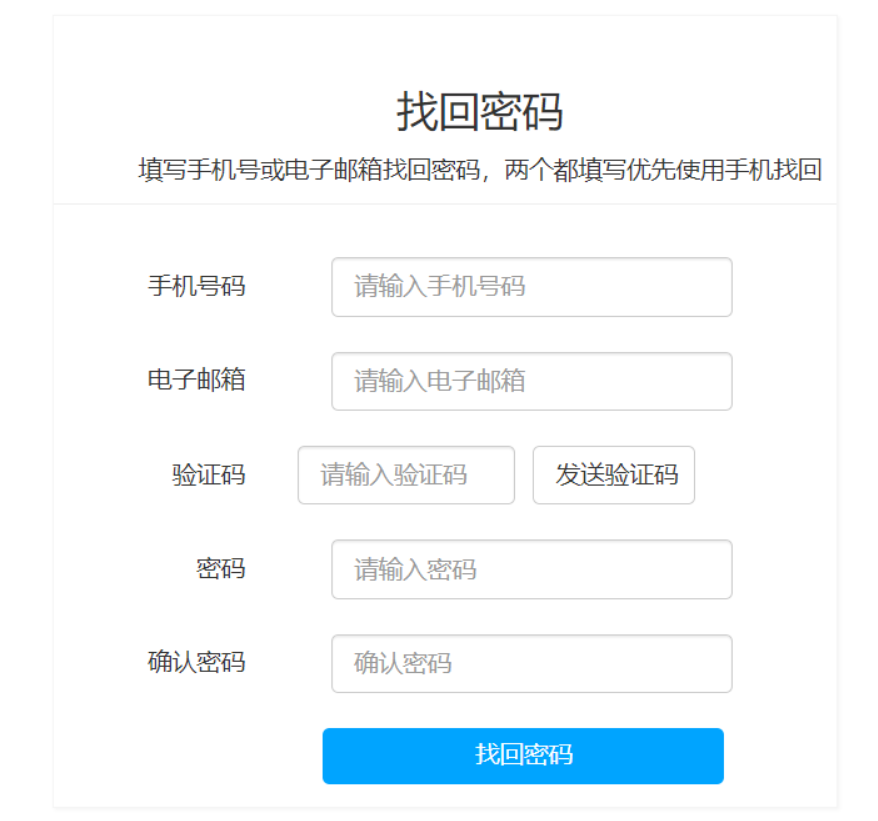 找回密码
填写手机号或电子邮箱找回密码，两个都填写优先使用手机找回
手机号码 请输入手机号码
电子邮箱 请输入电子邮箱
验证码 请输入验证码 发送验证码
密码 请输入密码
确认密码 确认密码
找回密码